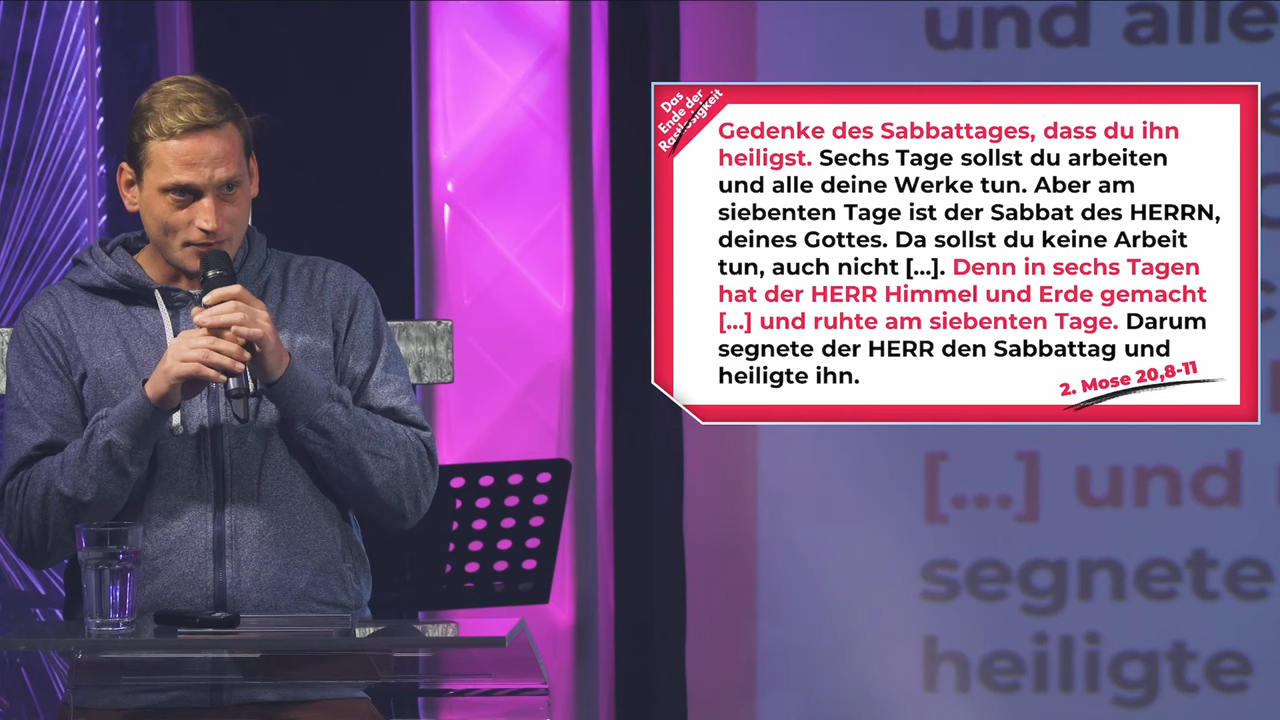 und alle
Das
Ende der
Rastlosigkeit
Gedenke des Sabbattages, dass du ihn
heiligst. Sechs Tage sollst du arbeiten
und alle deine Werke tun. Aber am
siebenten Tage ist der Sabbat des HERRN,
deines Gottes. Da sollst du keine Arbeit
tun, auch nicht [...]. Denn in sechs Tagen
hat der HERR Himmel und Erde gemacht
[...] und ruhte am siebenten Tage. Darum
segnete der HERR den Sabbattag und
heiligte ihn.
2. Mose 20,8-11
[...] und
segnete
heiligte